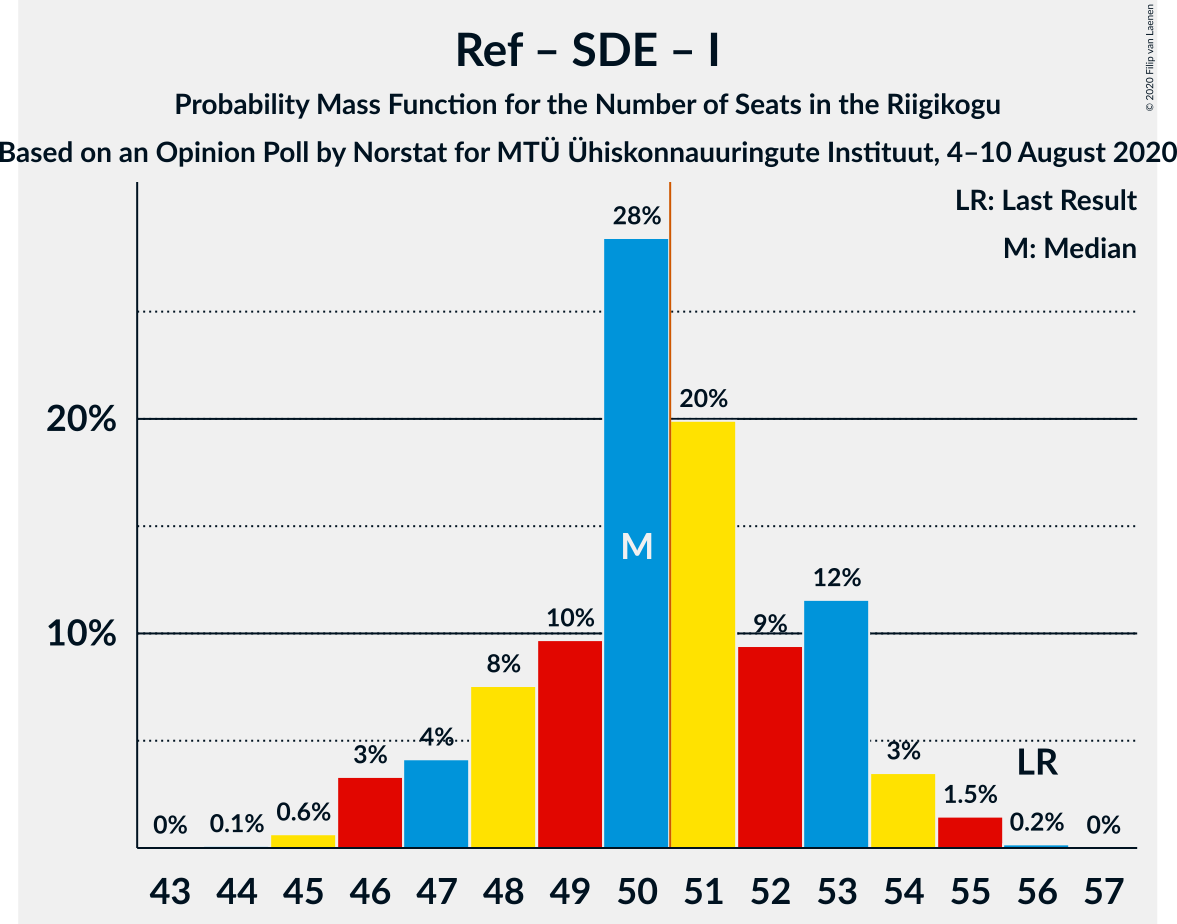 Ref – SDE – I
Probability Mass Function for the Number of Seats in the Riigikogu
Based on an Opinion Poll by Norstat for MTÜ Ühiskonnauuringute Instituut, 4–10 August 2020
© 2020 Filip van Laenen
LR: Last Result
M: Median
20%
10%
0%
0.1%
0.6%
3%
4%
8%
10%
28%
20%
9%
12%
3%
1.5%
0.2%
0%
M
LR
43 44 45 46 47 48 49 50 51 52 53 54 55 56 57